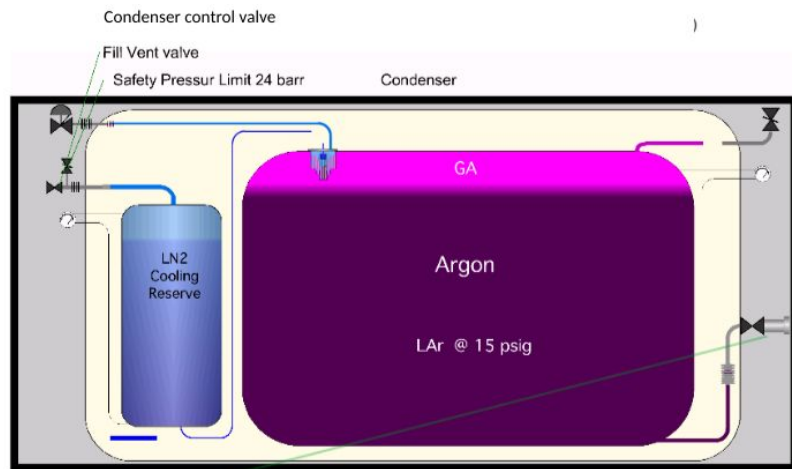 Condenser control valve
)
Fill Vent valve
Safety Pressur Limit 24 barr
Condenser
GA
LN2
Cooling
Reserve
Argon
LAr @ 15 psig